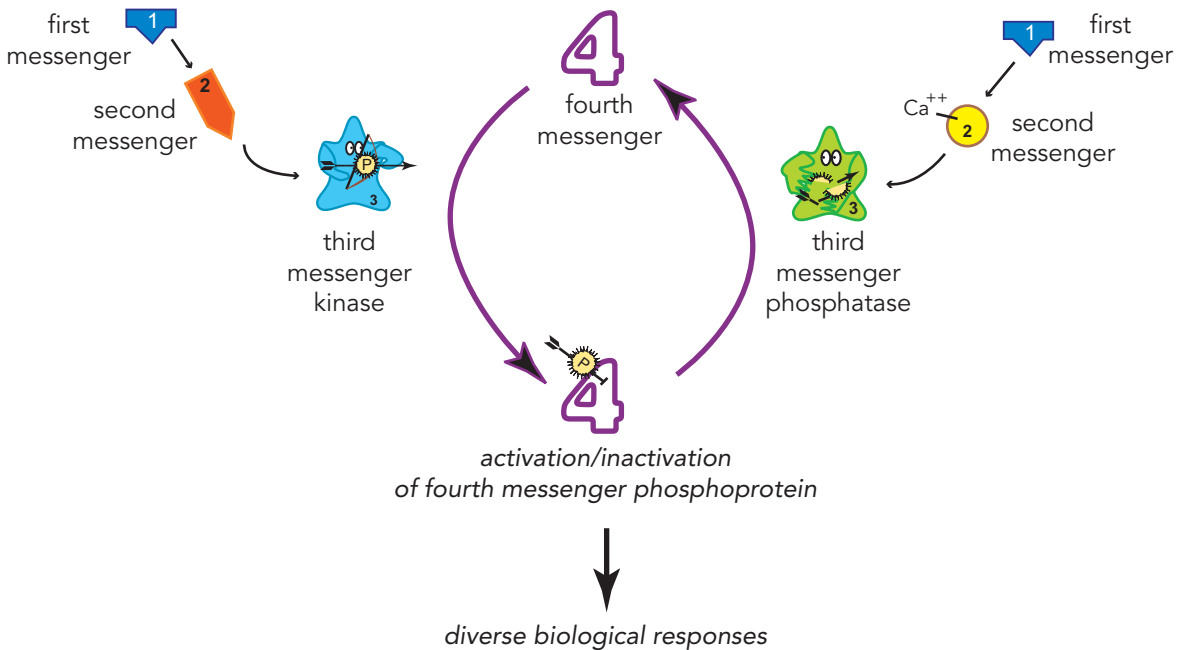 first
messenger
1
2
second
messenger
P
3
third
messenger
kinase
4
fourth
messenger
1
first
messenger
Ca++
2
second
messenger
3
third
messenger
phosphatase
P
4
activation/inactivation
of fourth messenger phosphoprotein
diverse biological responses